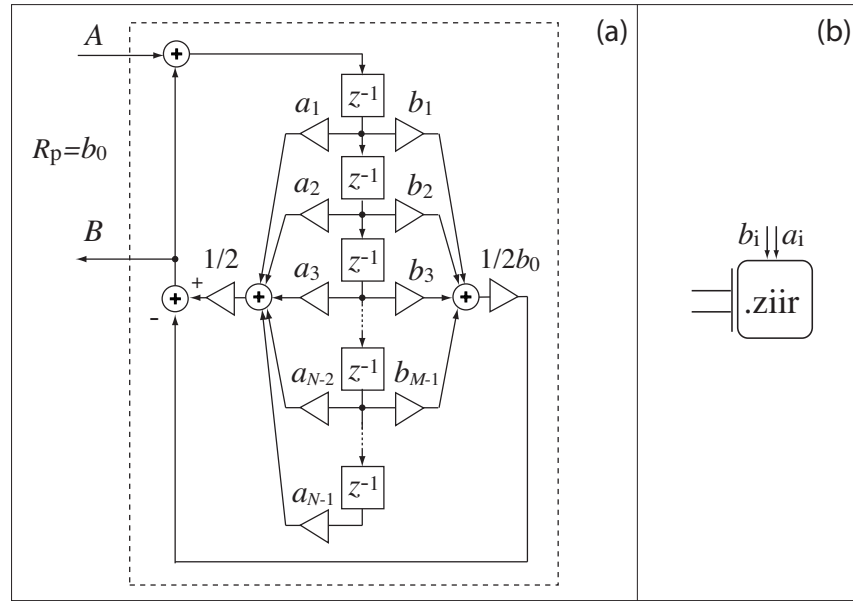 (a)
(b)
A
+
z-1
a1
b1
Rp=b0
z-1
a2
b2
B
z-1
1/2
a3
b3
1/2b0
+
+
+
+
-
bi
ai
.ziir
z-1
aN-2
bM-1
z-1
aN-1